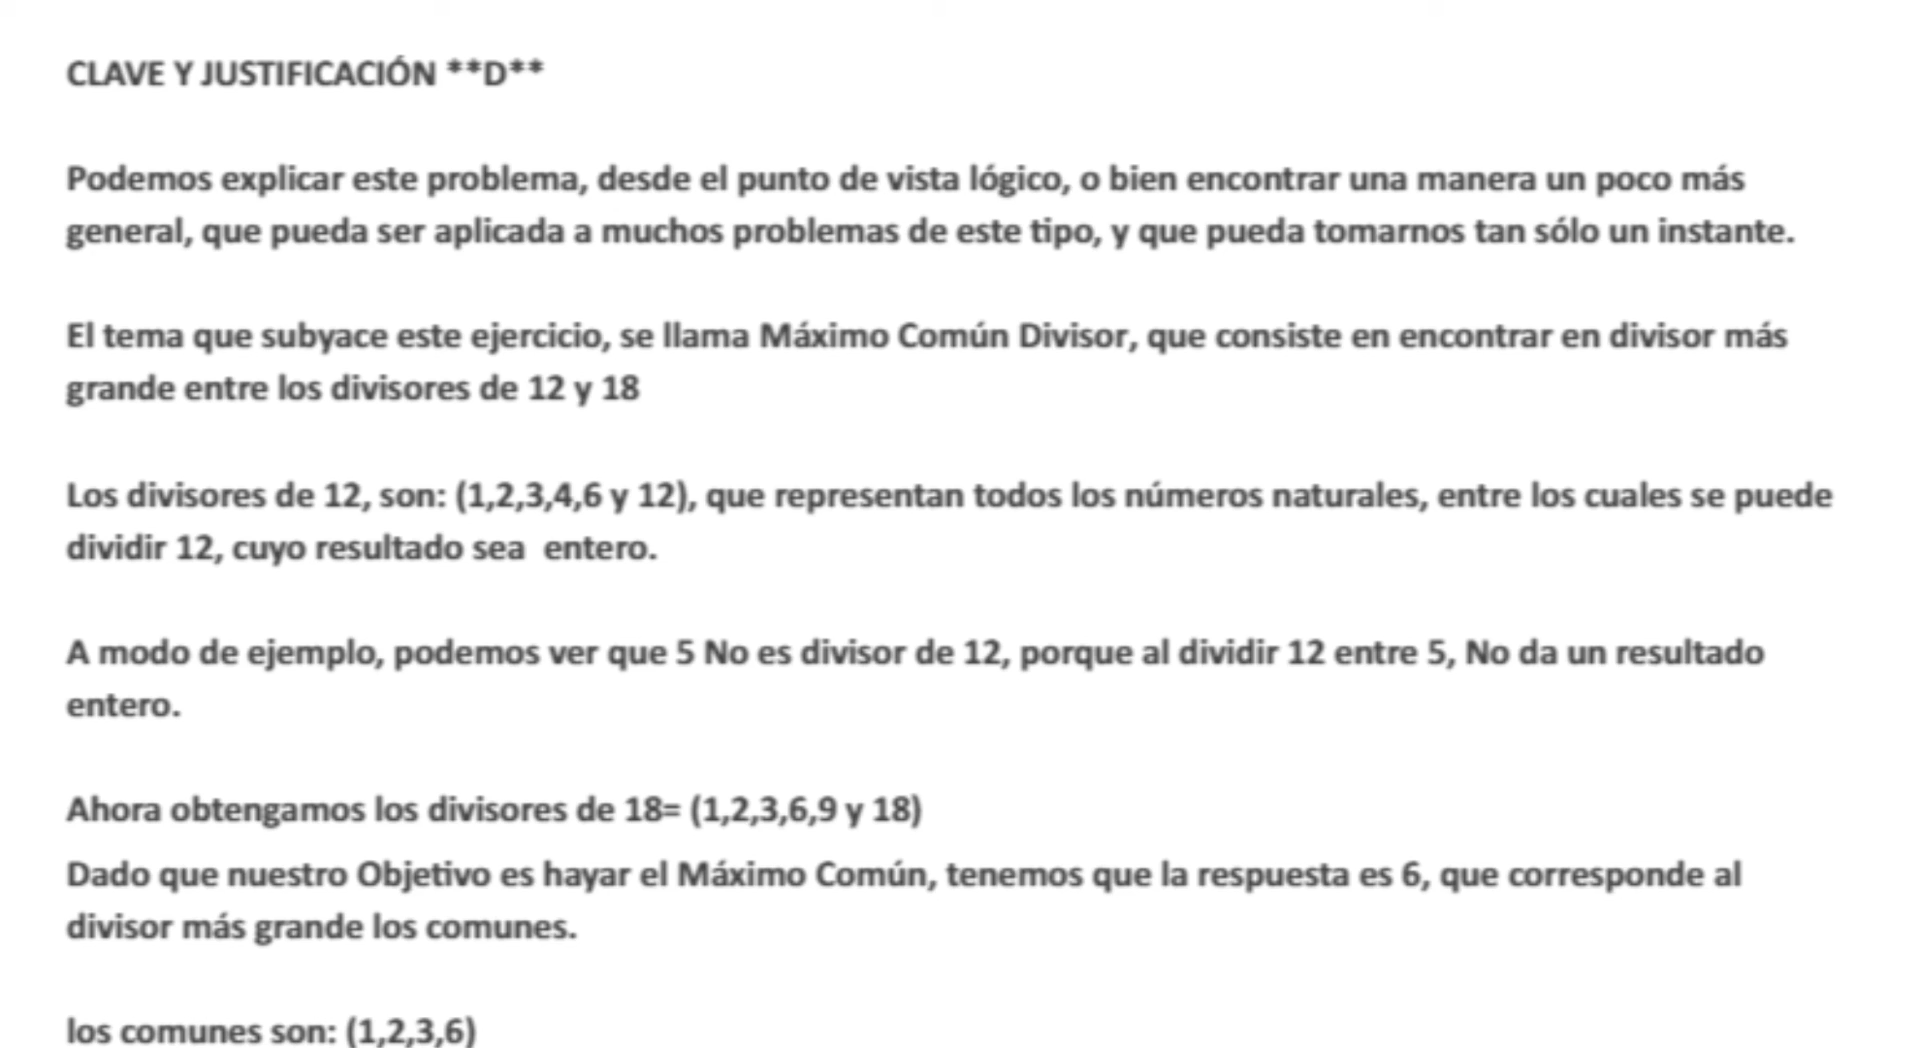 CLAVE Y JUSTIFICACIÓN **D**
Podemos explicar este problema, desde el punto de vista lógico, o bien encontrar una manera un poco más
general, que pueda ser aplicada a muchos problemas de este tipo, y que pueda tomarnos tan sólo un instante.
El tema que subyace este ejercicio, se llama Máximo Común Divisor, que consiste en encontrar en divisor más
grande entre los divisores de 12 y 18
Los divisores de 12, son: (1,2,3,4,6 y 12), que representan todos los números naturales, entre los cuales se puede
dividir 12, cuyo resultado sea  entero.
A modo de ejemplo, podemos ver que 5 No es divisor de 12, porque al dividir 12 entre 5, No da un resultado
entero.
Ahora obtengamos los divisores de 18= (1,2,3,6,9 y 18)
Dado que nuestro Objetivo es hayar el Máximo Común, tenemos que la respuesta es 6, que corresponde al
divisor más grande los comunes.
los comunes son: (1,2,3,6)